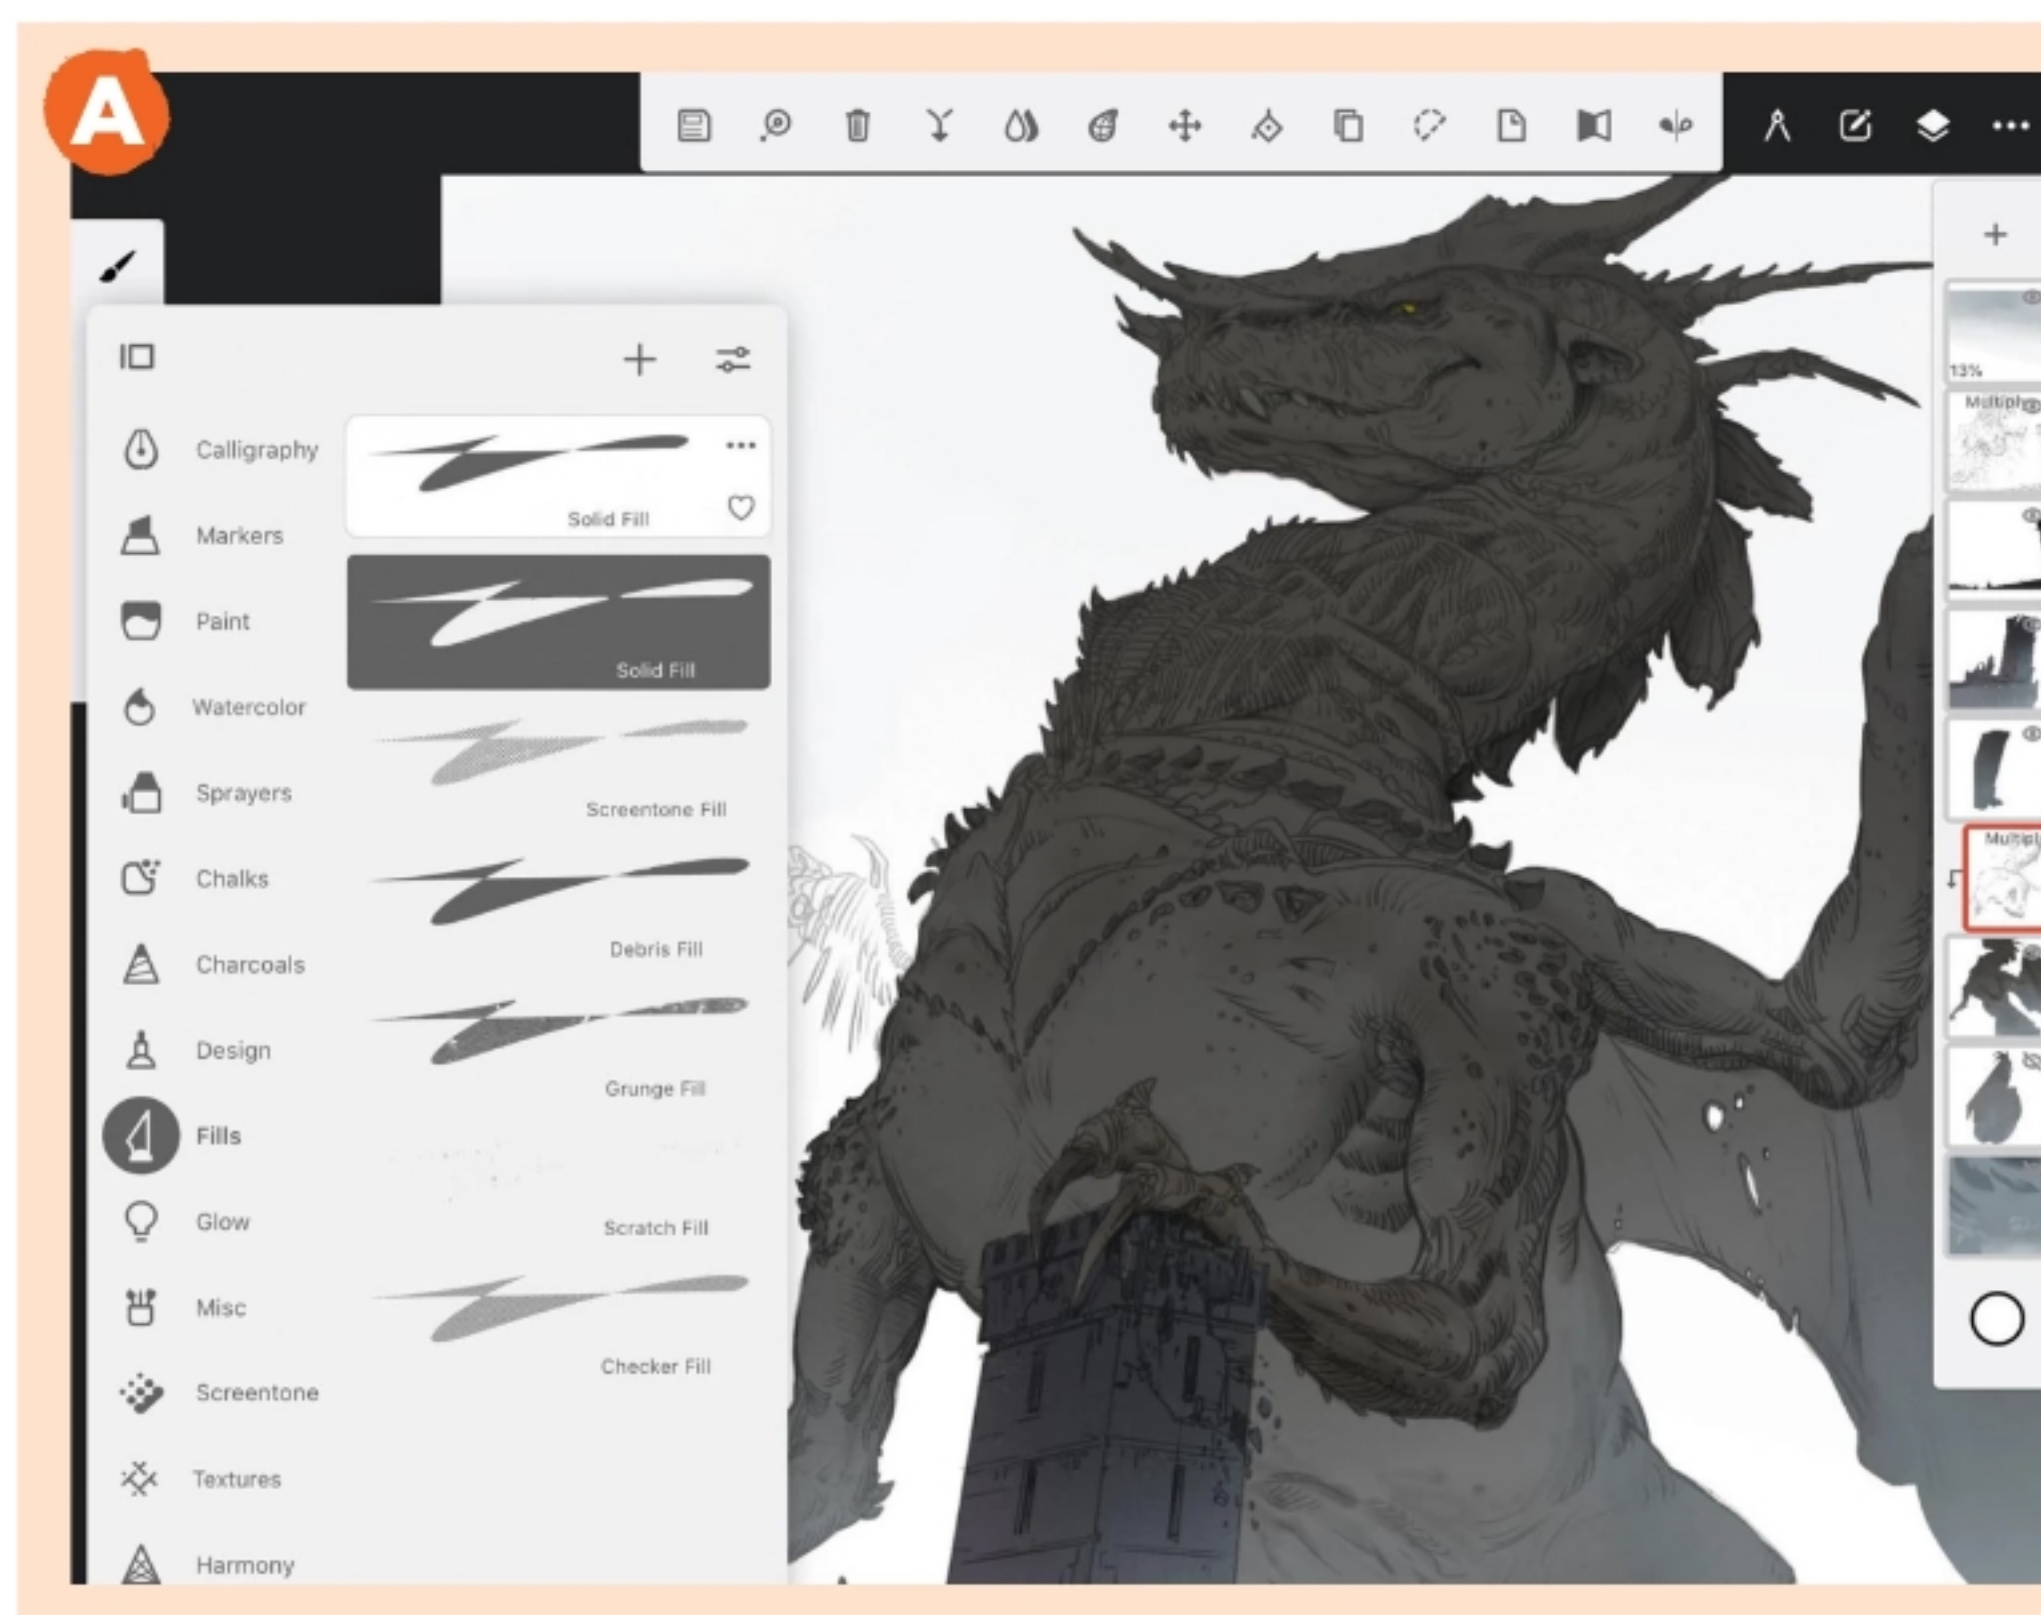 A
Calligraphy
Markers
Paint
Watercolor
Sprayers
Chalks
Charcoals
Design
Fills
Glow
Misc
Screentone
Textures
Harmony
Solid Fill
Solid Fill
Screentone Fill
Debris Fill
Grunge Fill
Scratch Fill
Checker Fill
13%